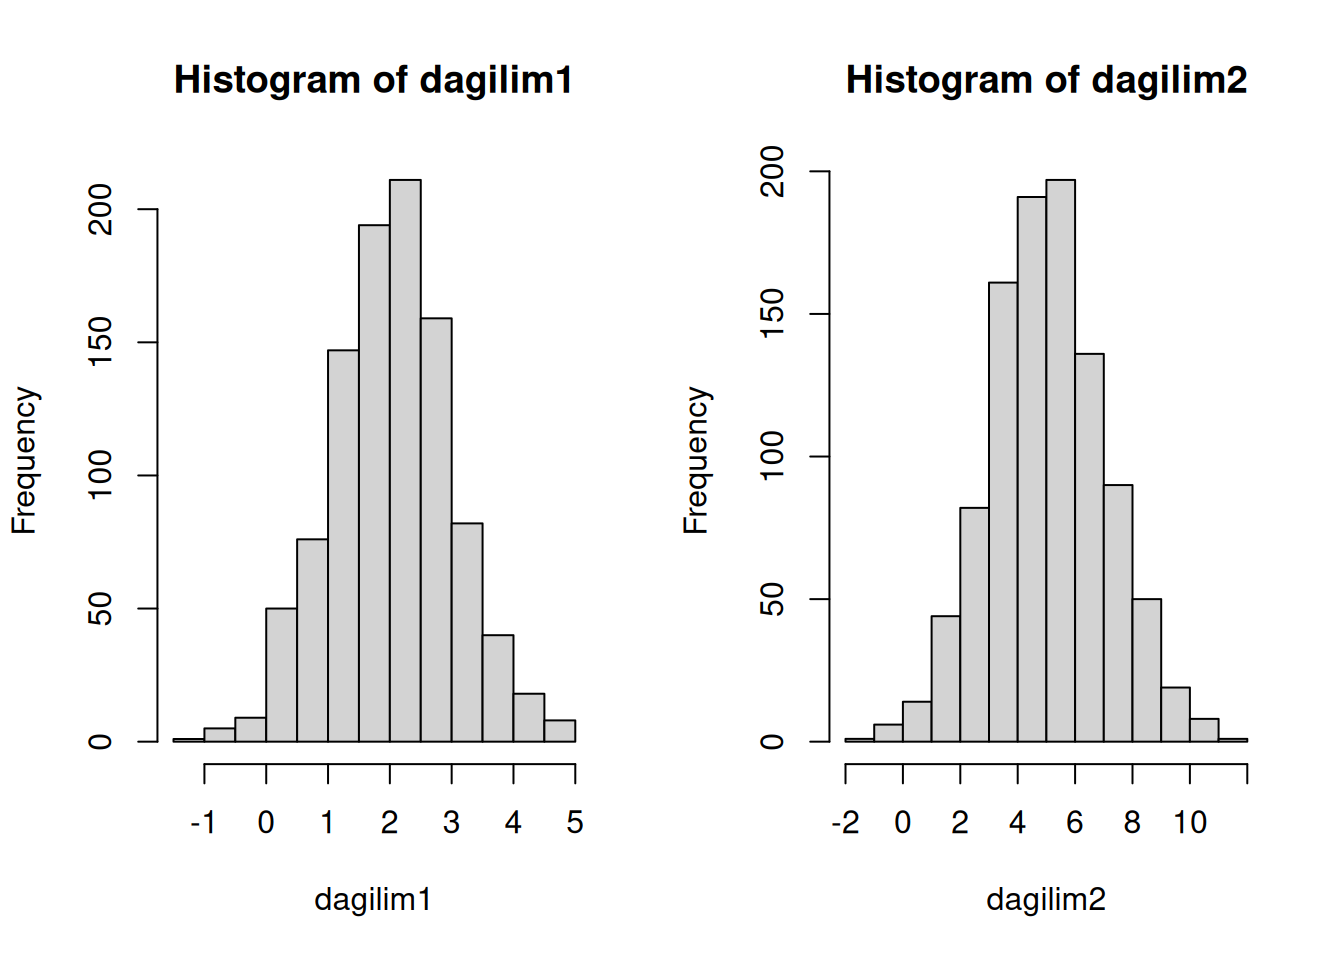 Histogram of dagilim1
Frequency
0 50 100 150 200
-1 0 1 2 3 4 5
dagilim1
Histogram of dagilim2
Frequency
0 50 100 150 200
-2 0 2 4 6 8 10
dagilim2